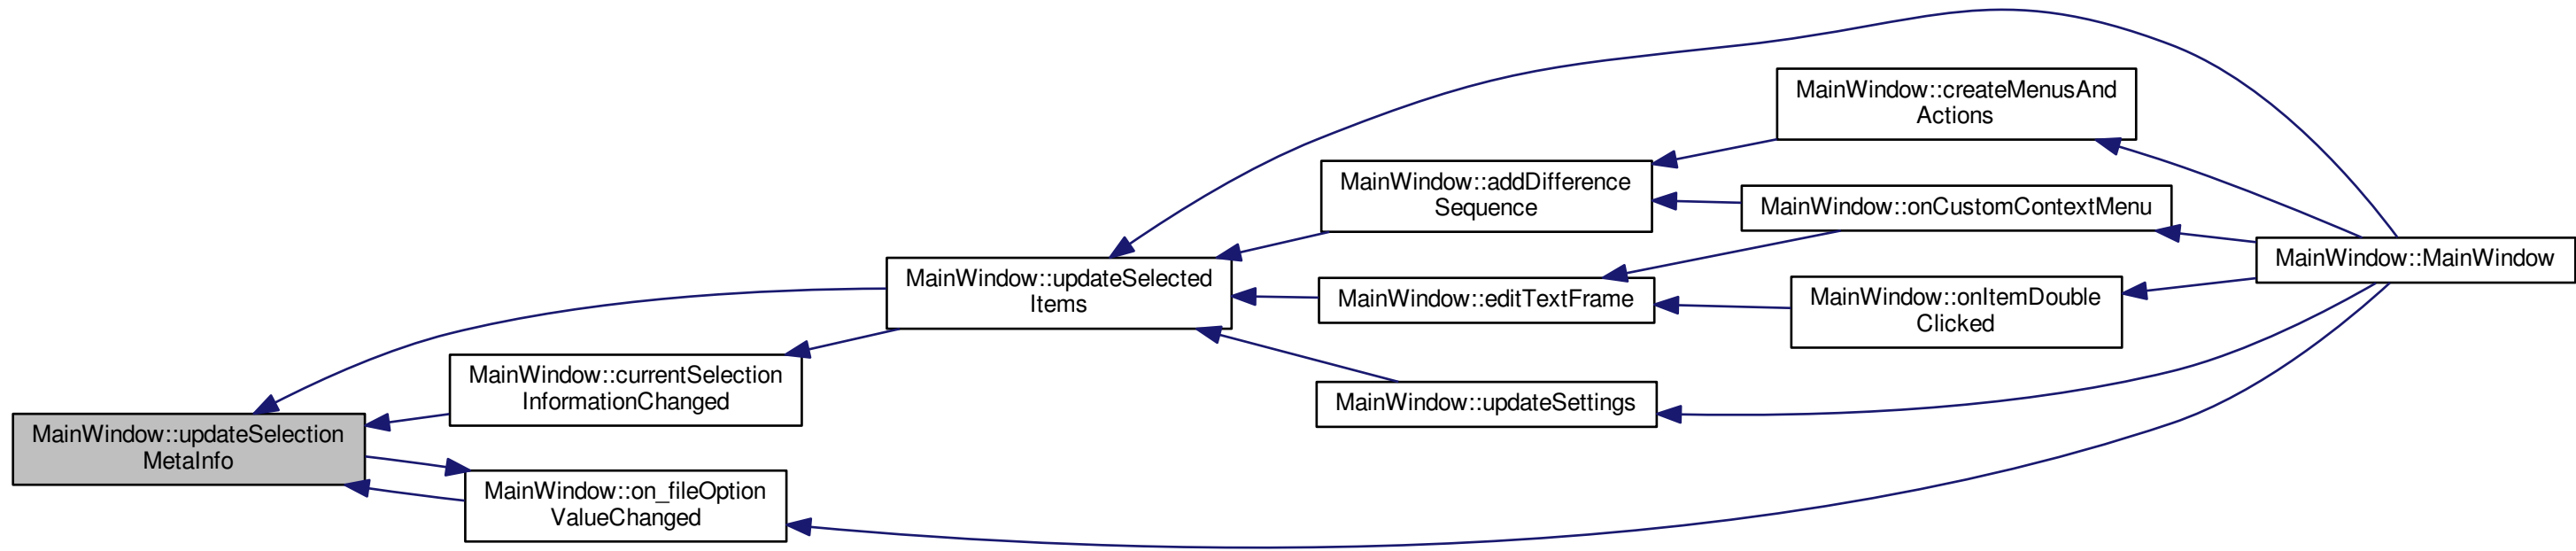 MainWindow::updateSelection
MetaInfo
MainWindow::updateSelected
Items
MainWindow::currentSelection
InformationChanged
MainWindow::on_fileOption
ValueChanged
MainWindow::addDifference
Sequence
MainWindow::editTextFrame
MainWindow::updateSettings
MainWindow::createMenusAnd
Actions
MainWindow::onCustomContextMenu
MainWindow::onItemDouble
Clicked
MainWindow::MainWindow